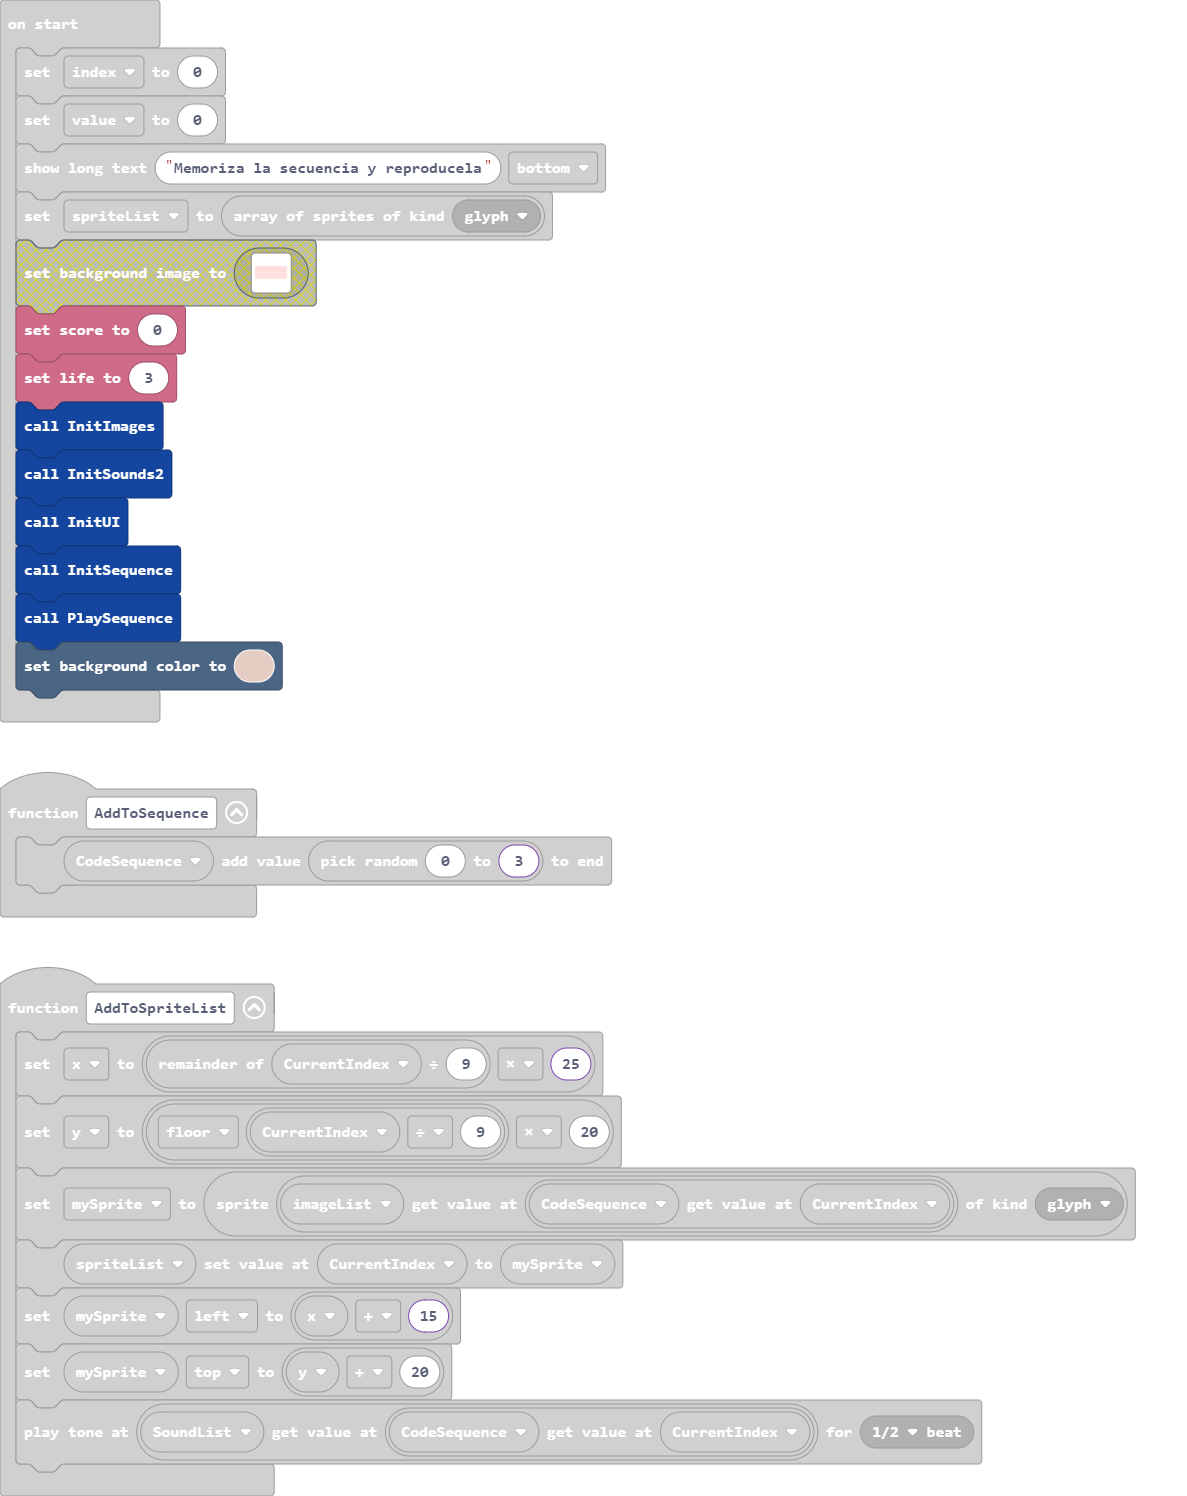 on start
set index to 0
set value to 0
show long text "Memoriza la secuencia y reproducela" bottom
set spriteList to array of sprites of kind glyph
set background image to
set score to 0
set life to 3
call InitImages
call InitSounds2
call InitUI
call InitSequence
call PlaySequence
set background color to
function AddToSequence
CodeSequence add value pick random 0 to 3 to end
function AddToSpriteList
set x to remainder of CurrentIndex ÷ 9 × 25
set y to floor CurrentIndex ÷ 9 × 20
set mySprite to sprite imageList get value at CodeSequence get value at CurrentIndex of kind glyph
spriteList set value at CurrentIndex to mySprite
set mySprite left to x + 15
set mySprite top to y + 20
play tone at SoundList get value at CodeSequence get value at CurrentIndex for 1/2 beat